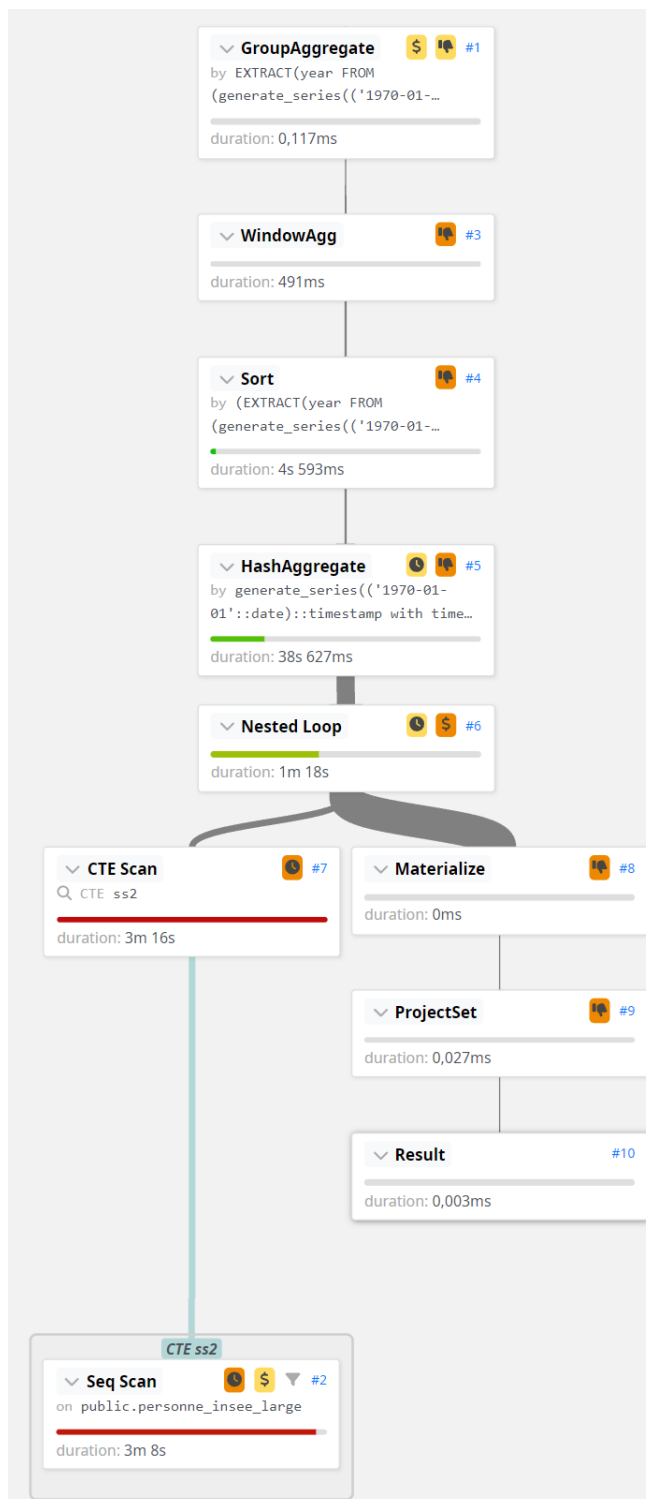 GroupAggregate $ #1
by EXTRACT(year FROM
(generate_series(('1970-01-…
duration: 0,117ms
WindowAgg #3
duration: 491ms
Sort #4
by (EXTRACT(year FROM
(generate_series(('1970-01-…
duration: 4s 593ms
HashAggregate #5
by generate_series(('1970-01-
01'::date)::timestamp with time…
duration: 38s 627ms
Nested Loop $ #6
duration: 1m 18s
CTE Scan #7
CTE ss2
duration: 3m 16s
Materialize #8
duration: 0ms
ProjectSet #9
duration: 0,027ms
Result #10
duration: 0,003ms
CTE ss2
Seq Scan $ #2
on public.personne_insee_large
duration: 3m 8s